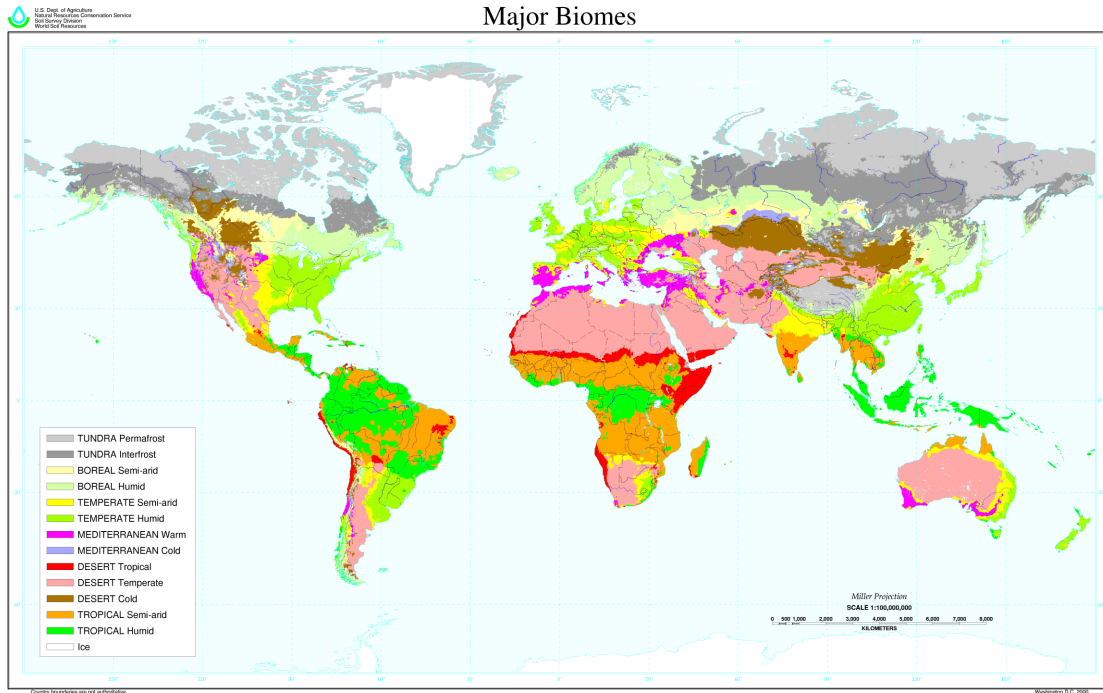 U.S. Dept. of Agriculture
Natural Resources Conservation Service
Soil Survey Division
World Soil Resources
Major Biomes
TUNDRA Permafrost
TUNDRA Interfrost
BOREAL Semi-arid
BOREAL Humid
TEMPERATE Semi-arid
TEMPERATE Humid
MEDITERRANEAN Warm
MEDITERRANEAN Cold
DESERT Tropical
DESERT Temperate
DESERT Cold
TROPICAL Semi-arid
TROPICAL Humid
Ice
Miller Projection
SCALE 1:100,000,000
0 500 1,000 2,000 3,000 4,000 5,000 6,000 7,000 8,000
KILOMETERS
Country boundaries are not authoritative
Washington D.C. 2000